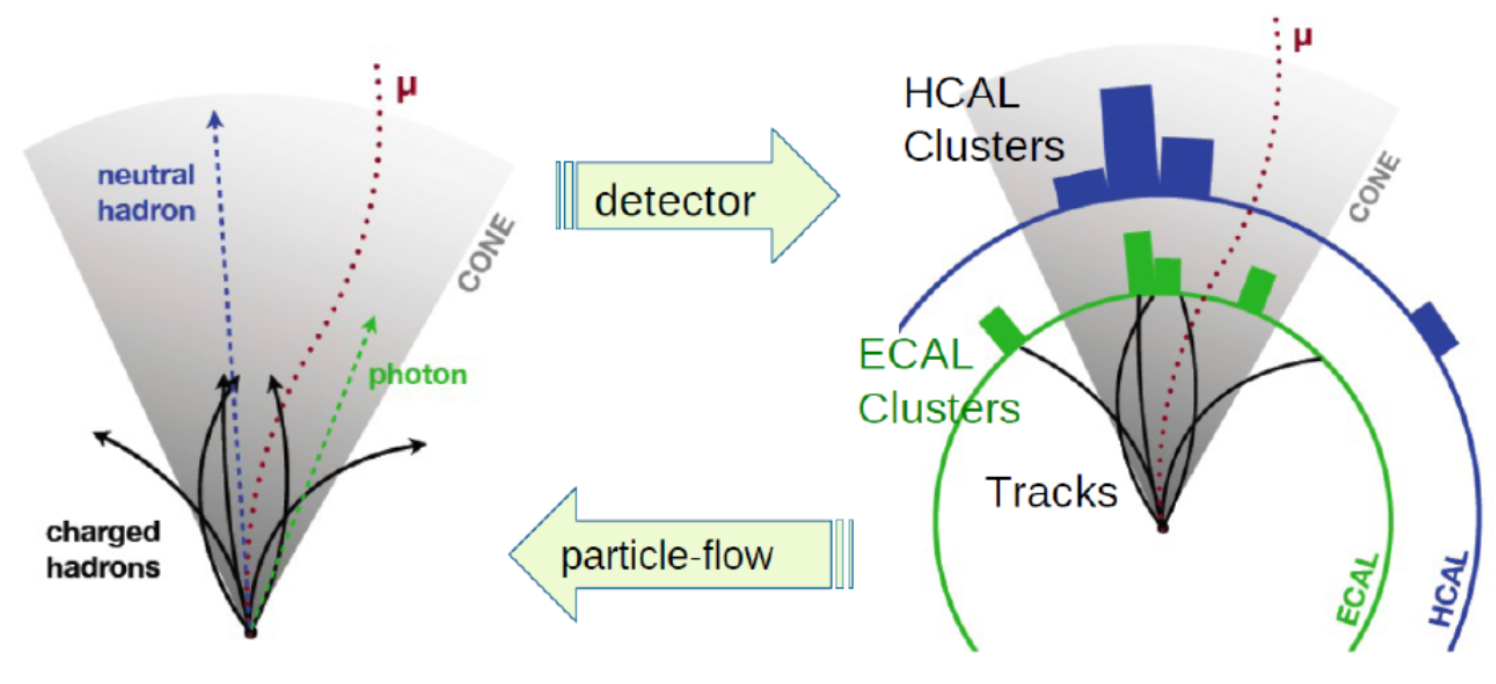 μ
neutral
hadron
CONE
photon
charged
hadrons
detector
particle-flow
μ
HCAL
Clusters
CONE
ECAL
Clusters
Tracks
ECAL
HCAL